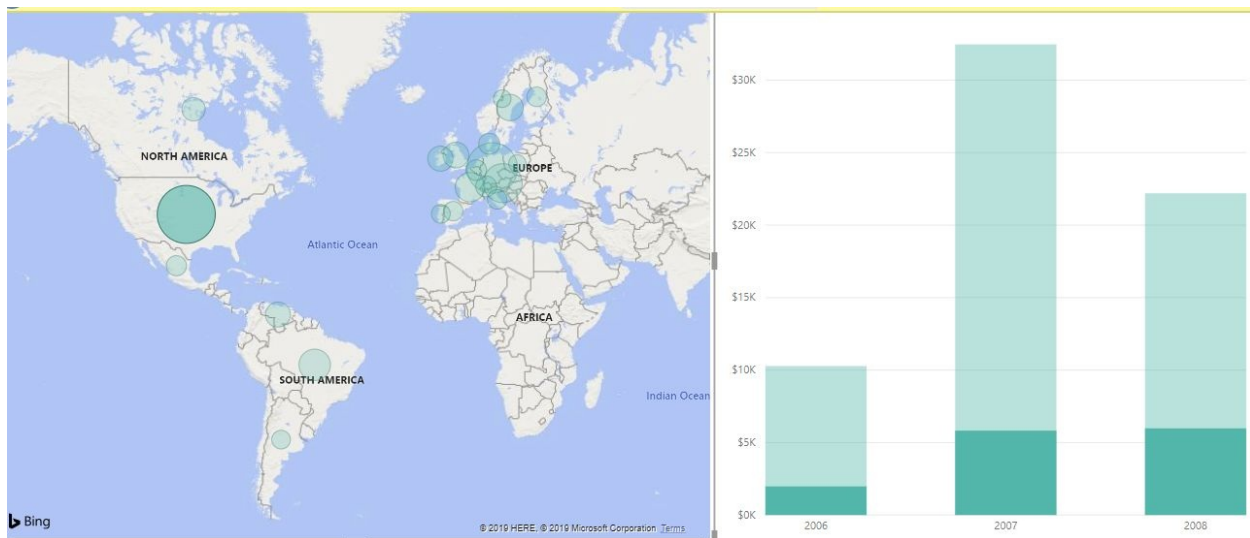 NORTH AMERICA
EUROPE
Atlantic Ocean
AFRICA
SOUTH AMERICA
Indian Ocean
Bing
© 2019 HERE, © 2019 Microsoft Corporation Terms
$30K
$25K
$20K
$15K
$10K
$5K
$0K
2006
2007
2008